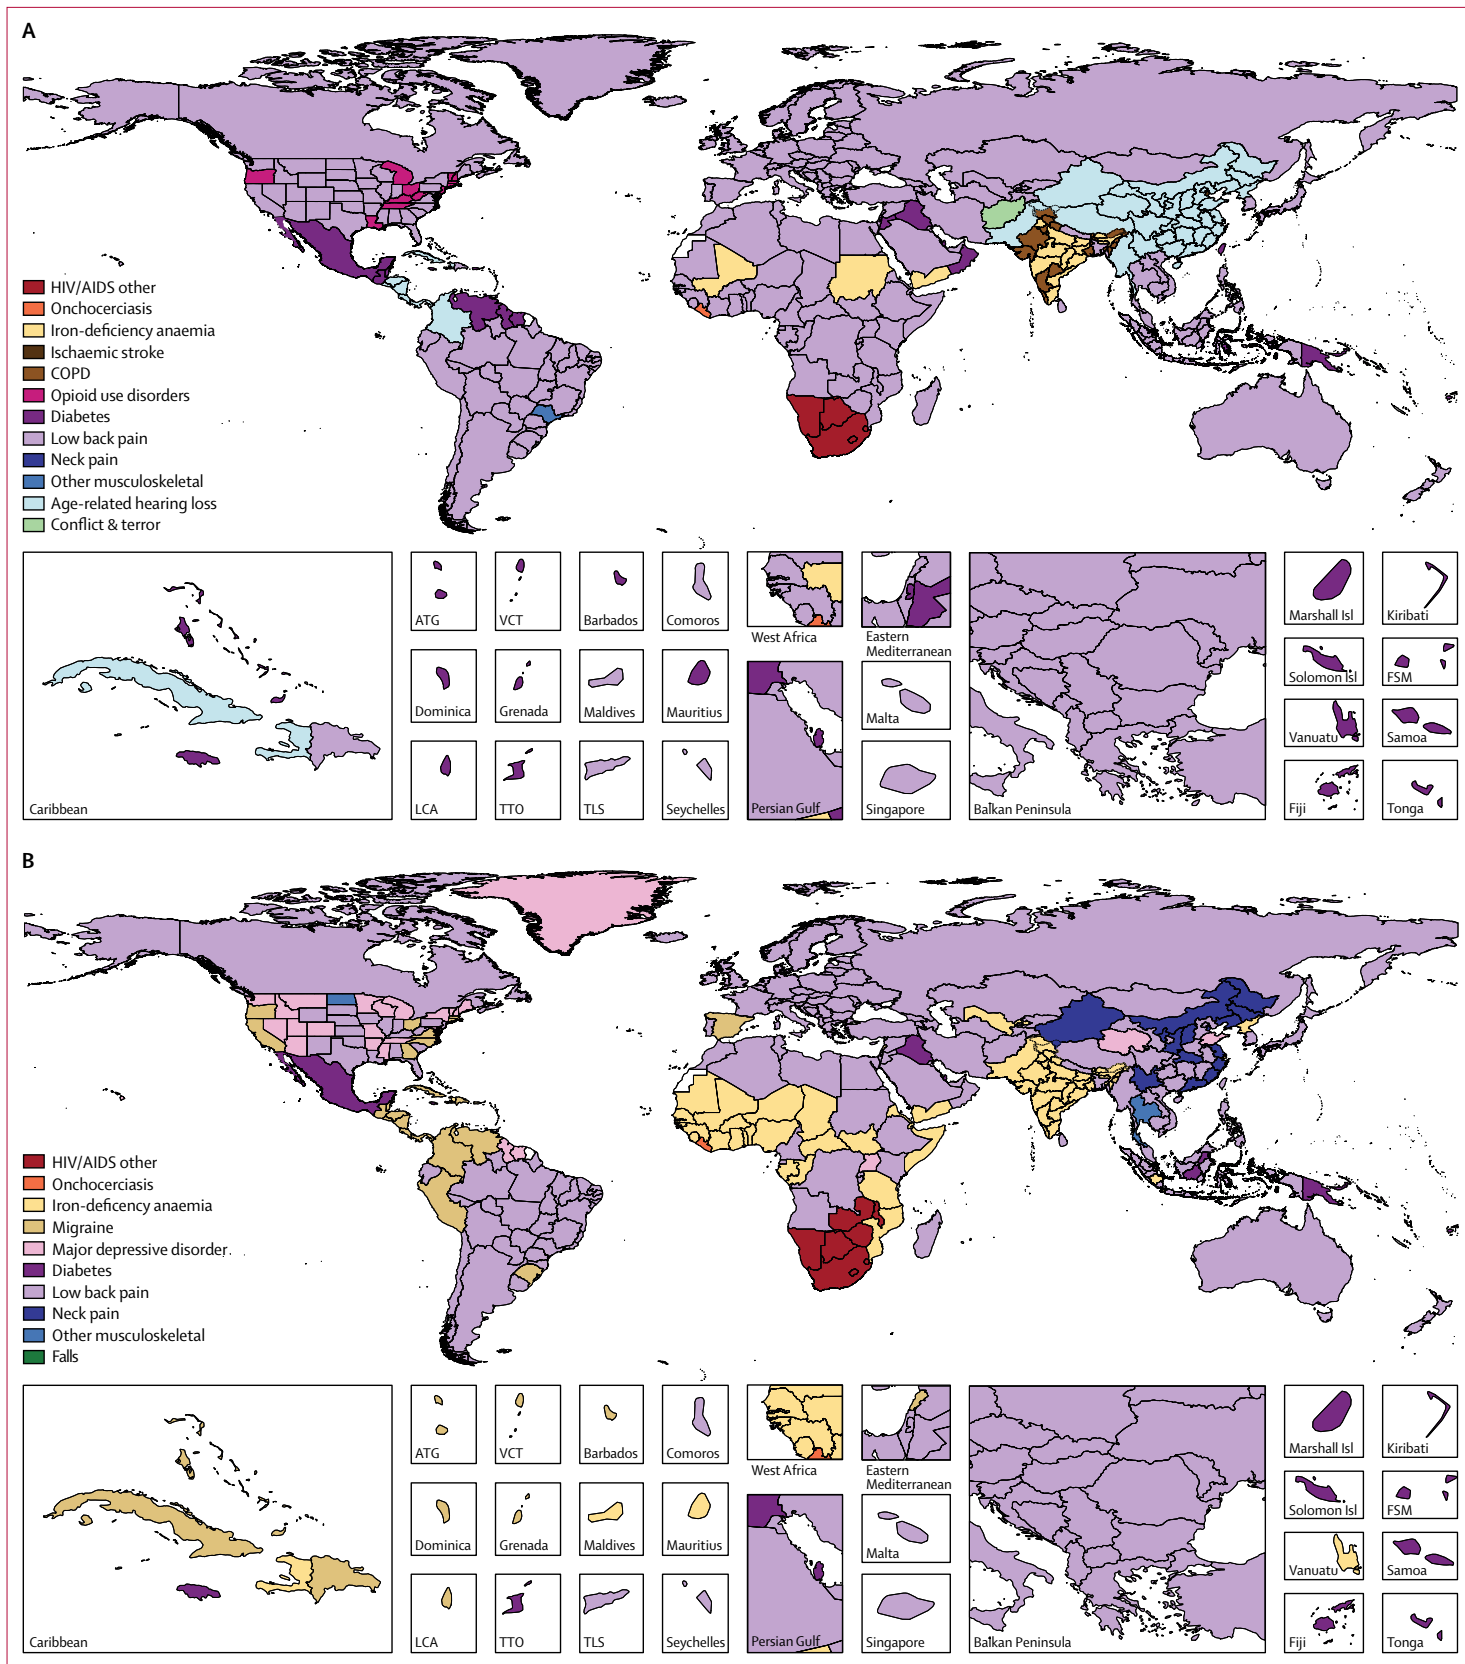 A
HIV/AIDS other
Onchocerciasis
Iron-deficiency anaemia
Ischaemic stroke
COPD
Opioid use disorders
Diabetes
Low back pain
Neck pain
Other musculoskeletal
Age-related hearing loss
Conflict & terror
Caribbean
ATG
VCT
Barbados
Comoros
Dominica
Grenada
Maldives
Mauritius
LCA
TTO
TLS
Seychelles
West Africa
Eastern
Mediterranean
Persian Gulf
Malta
Singapore
Balkan Peninsula
Marshall Isl
Kiribati
Solomon Isl
FSM
Vanuatu
Samoa
Fiji
Tonga
B
HIV/AIDS other
Onchocerciasis
Iron-deficency anaemia
Migraine
Major depressive disorder
Diabetes
Low back pain
Neck pain
Other musculoskeletal
Falls
Caribbean
ATG
VCT
Barbados
Comoros
Dominica
Grenada
Maldives
Mauritius
LCA
TTO
TLS
Seychelles
West Africa
Eastern
Mediterranean
Persian Gulf
Malta
Singapore
Balkan Peninsula
Marshall Isl
Kiribati
Solomon Isl
FSM
Vanuatu
Samoa
Fiji
Tonga